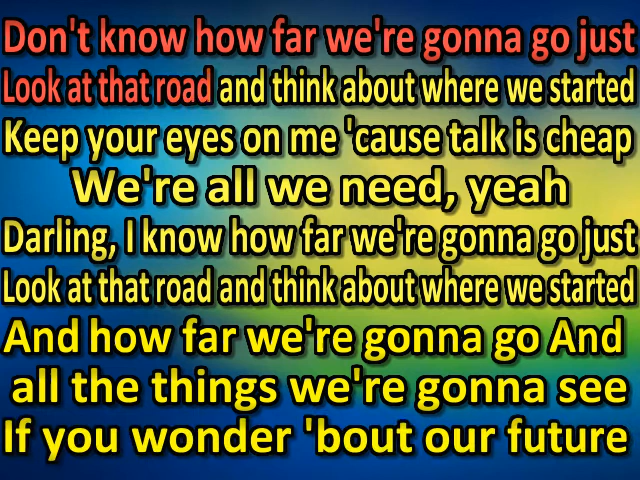 Don't know how far we're gonna go just
Look at that road and think about where we started
Keep your eyes on me 'cause talk is cheap
We're all we need, yeah
Darling, I know how far we're gonna go just
Look at that road and think about where we started
And how far we're gonna go And
all the things we're gonna see
If you wonder 'bout our future